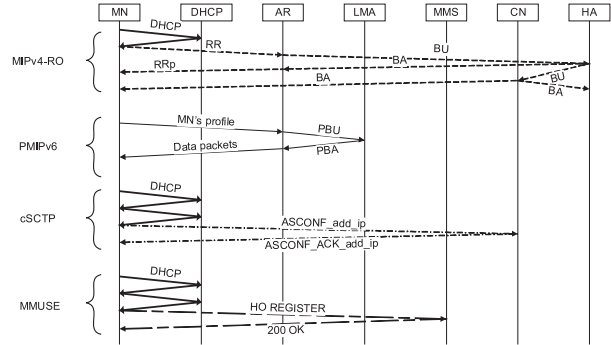 MN DHCP AR LMA MMS CN HA
DHCP
RR
BU
MIPv4-RO
RRp
BA
BA
BU
BA
MN's profile
PBU
PMIPv6
Data packets
PBA
DHCP
cSCTP
ASCONF_add_ip
ASCONF_ACK_add_ip
DHCP
MMUSE
HO REGISTER
200 OK